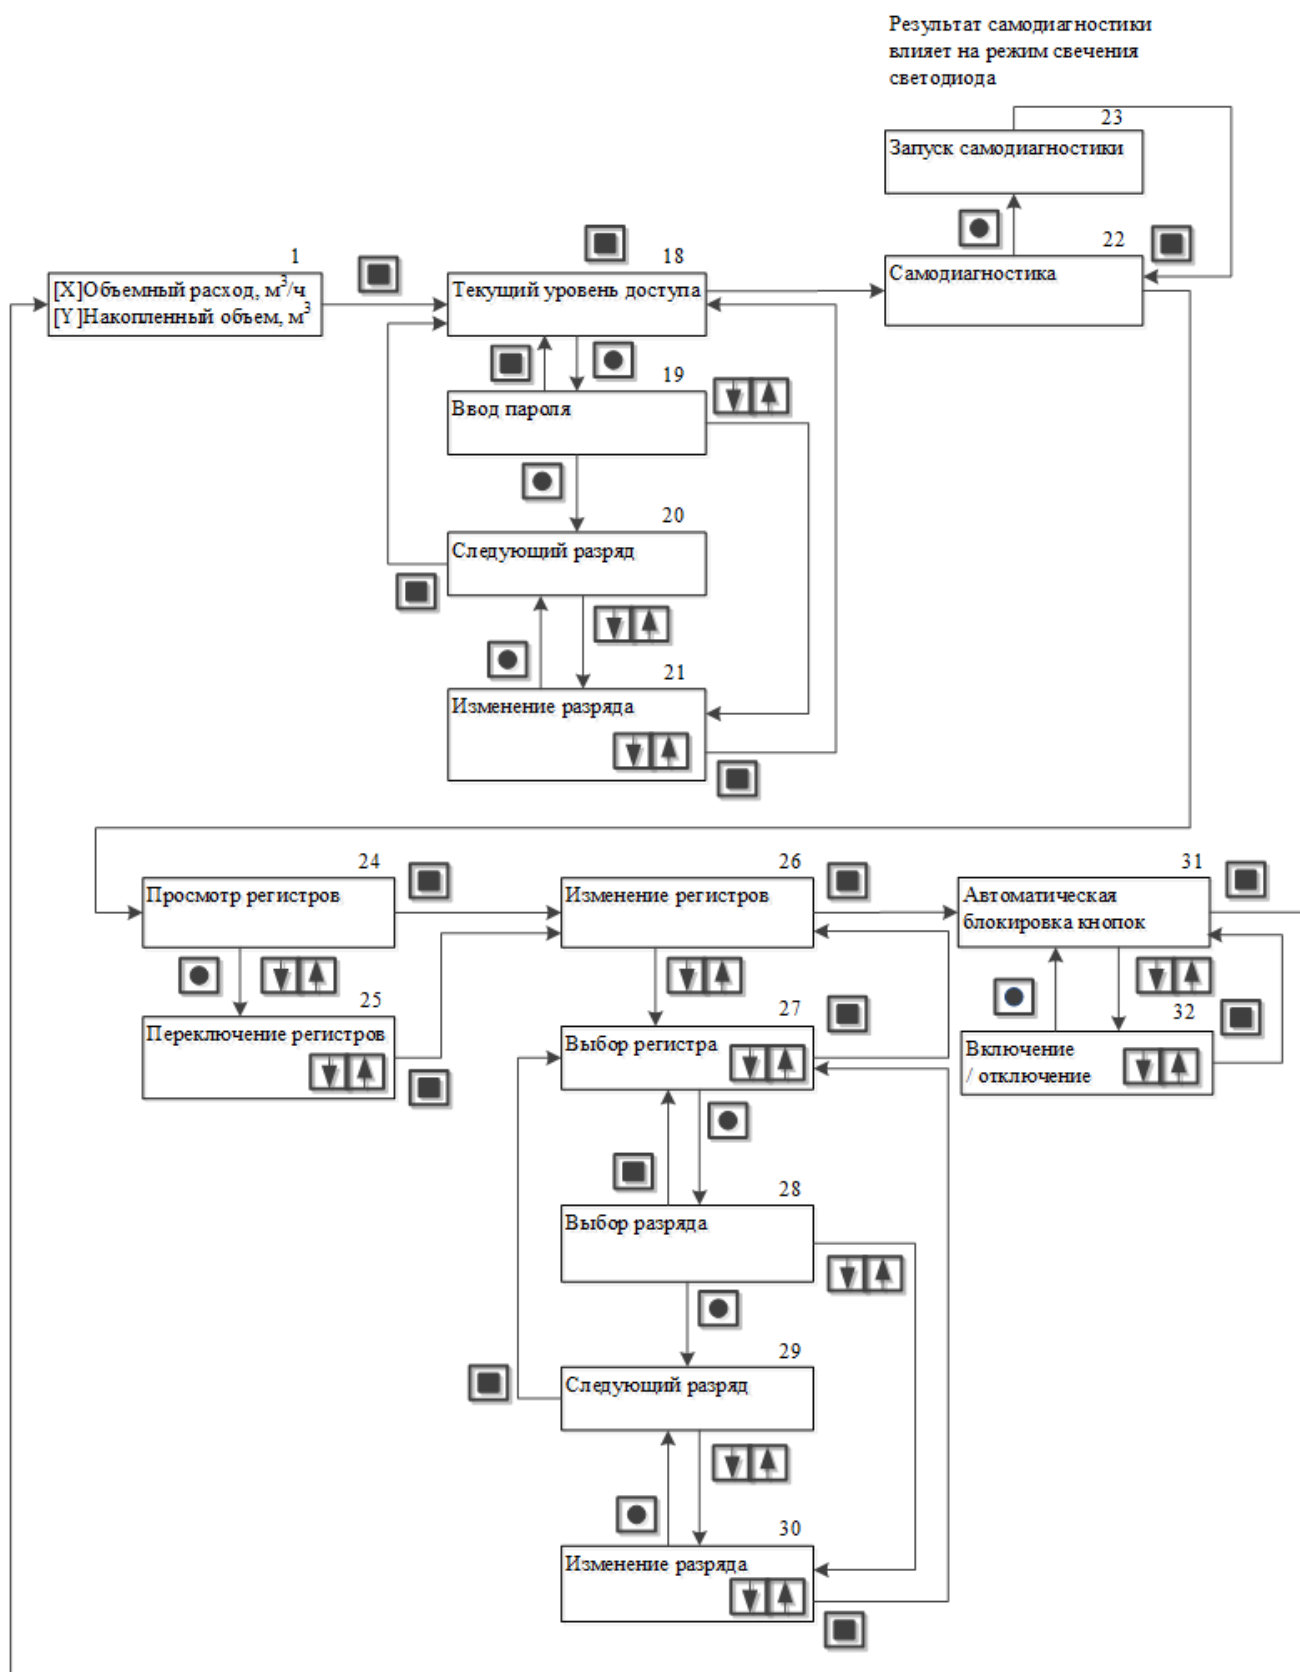 Результат самодиагностики
влияет на режим свечения
светодиода
23
Запуск самодиагностики
22
Самодиагностика
1
[X]Объемный расход, м³/ч
[Y]Накопленный объем, м³
18
Текущий уровень доступа
19
Ввод пароля
20
Следующий разряд
21
Изменение разряда
24
Просмотр регистров
25
Переключение регистров
26
Изменение регистров
27
Выбор регистра
28
Выбор разряда
29
Следующий разряд
30
Изменение разряда
31
Автоматическая
блокировка кнопок
32
Включение
/ отключение